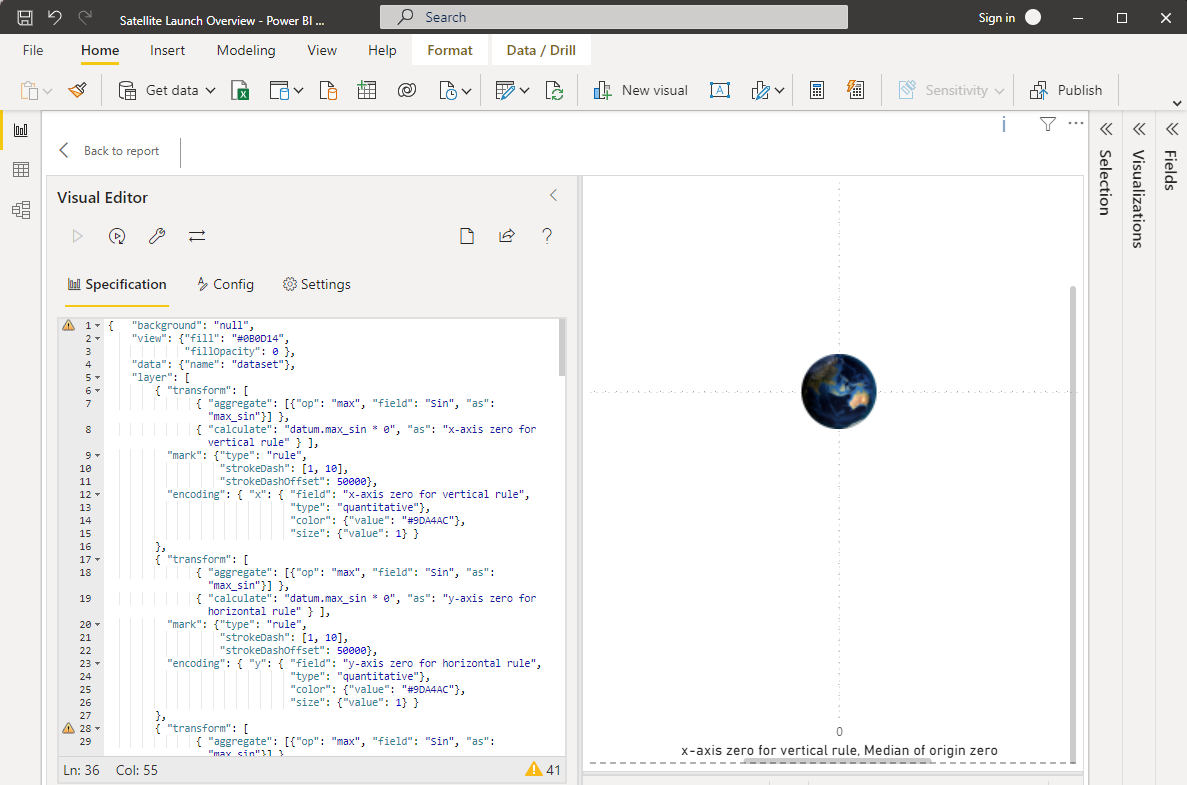 Satellite Launch Overview - Power BI ...
Search
Sign in
File Home Insert Modeling View Help Format Data / Drill
Get data
New visual
Sensitivity
Publish
Back to report
Visual Editor
Specification Config Settings
1 { "background": "null",
2 "view": {"fill": "#0B0D14",
3 "fillOpacity": 0 },
4 "data": {"name": "dataset"},
5 "layer": [
6 { "transform": [
7 { "aggregate": [{"op": "max", "field": "Sin", "as":
"max_sin"}] },
8 { "calculate": "datum.max_sin * 0", "as": "x-axis zero for
vertical rule" } ],
9 "mark": {"type": "rule",
10 "strokeDash": [1, 10],
11 "strokeDashOffset": 50000},
12 "encoding": { "x": { "field": "x-axis zero for vertical rule",
13 "type": "quantitative"},
14 "color": {"value": "#9DA4AC"},
15 "size": {"value": 1} }
16 },
17 { "transform": [
18 { "aggregate": [{"op": "max", "field": "Sin", "as":
"max_sin"}] },
19 { "calculate": "datum.max_sin * 0", "as": "y-axis zero for
horizontal rule" } ],
20 "mark": {"type": "rule",
21 "strokeDash": [1, 10],
22 "strokeDashOffset": 50000},
23 "encoding": { "y": { "field": "y-axis zero for horizontal rule",
24 "type": "quantitative"},
25 "color": {"value": "#9DA4AC"},
26 "size": {"value": 1} }
27 },
28 { "transform": [
29 { "aggregate": [{"op": "max", "field": "Sin", "as":
"max_sin"}] }
Ln: 36 Col: 55
41
0
x-axis zero for vertical rule, Median of origin zero
Selection
Visualizations
Fields